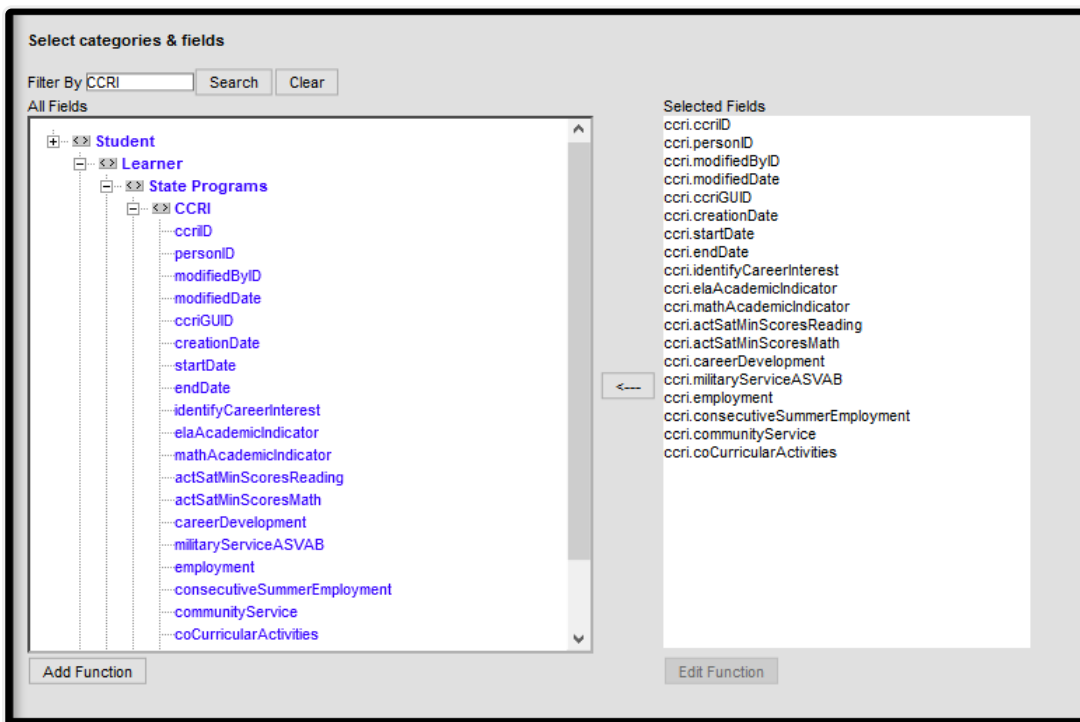 Select categories & fields
Filter By CCRI Search Clear
All Fields
Student
Learner
State Programs
CCRI
ccriID
personID
modifiedByID
modifiedDate
ccriGUID
creationDate
startDate
endDate
identifyCareerInterest
elaAcademicIndicator
mathAcademicIndicator
actSatMinScoresReading
actSatMinScoresMath
careerDevelopment
militaryServiceASVAB
employment
consecutiveSummerEmployment
communityService
coCurricularActivities
Add Function
<---
Selected Fields
ccri.ccriID
ccri.personID
ccri.modifiedByID
ccri.modifiedDate
ccri.ccriGUID
ccri.creationDate
ccri.startDate
ccri.endDate
ccri.identifyCareerInterest
ccri.elaAcademicIndicator
ccri.mathAcademicIndicator
ccri.actSatMinScoresReading
ccri.actSatMinScoresMath
ccri.careerDevelopment
ccri.militaryServiceASVAB
ccri.employment
ccri.consecutiveSummerEmployment
ccri.communityService
ccri.coCurricularActivities
Edit Function